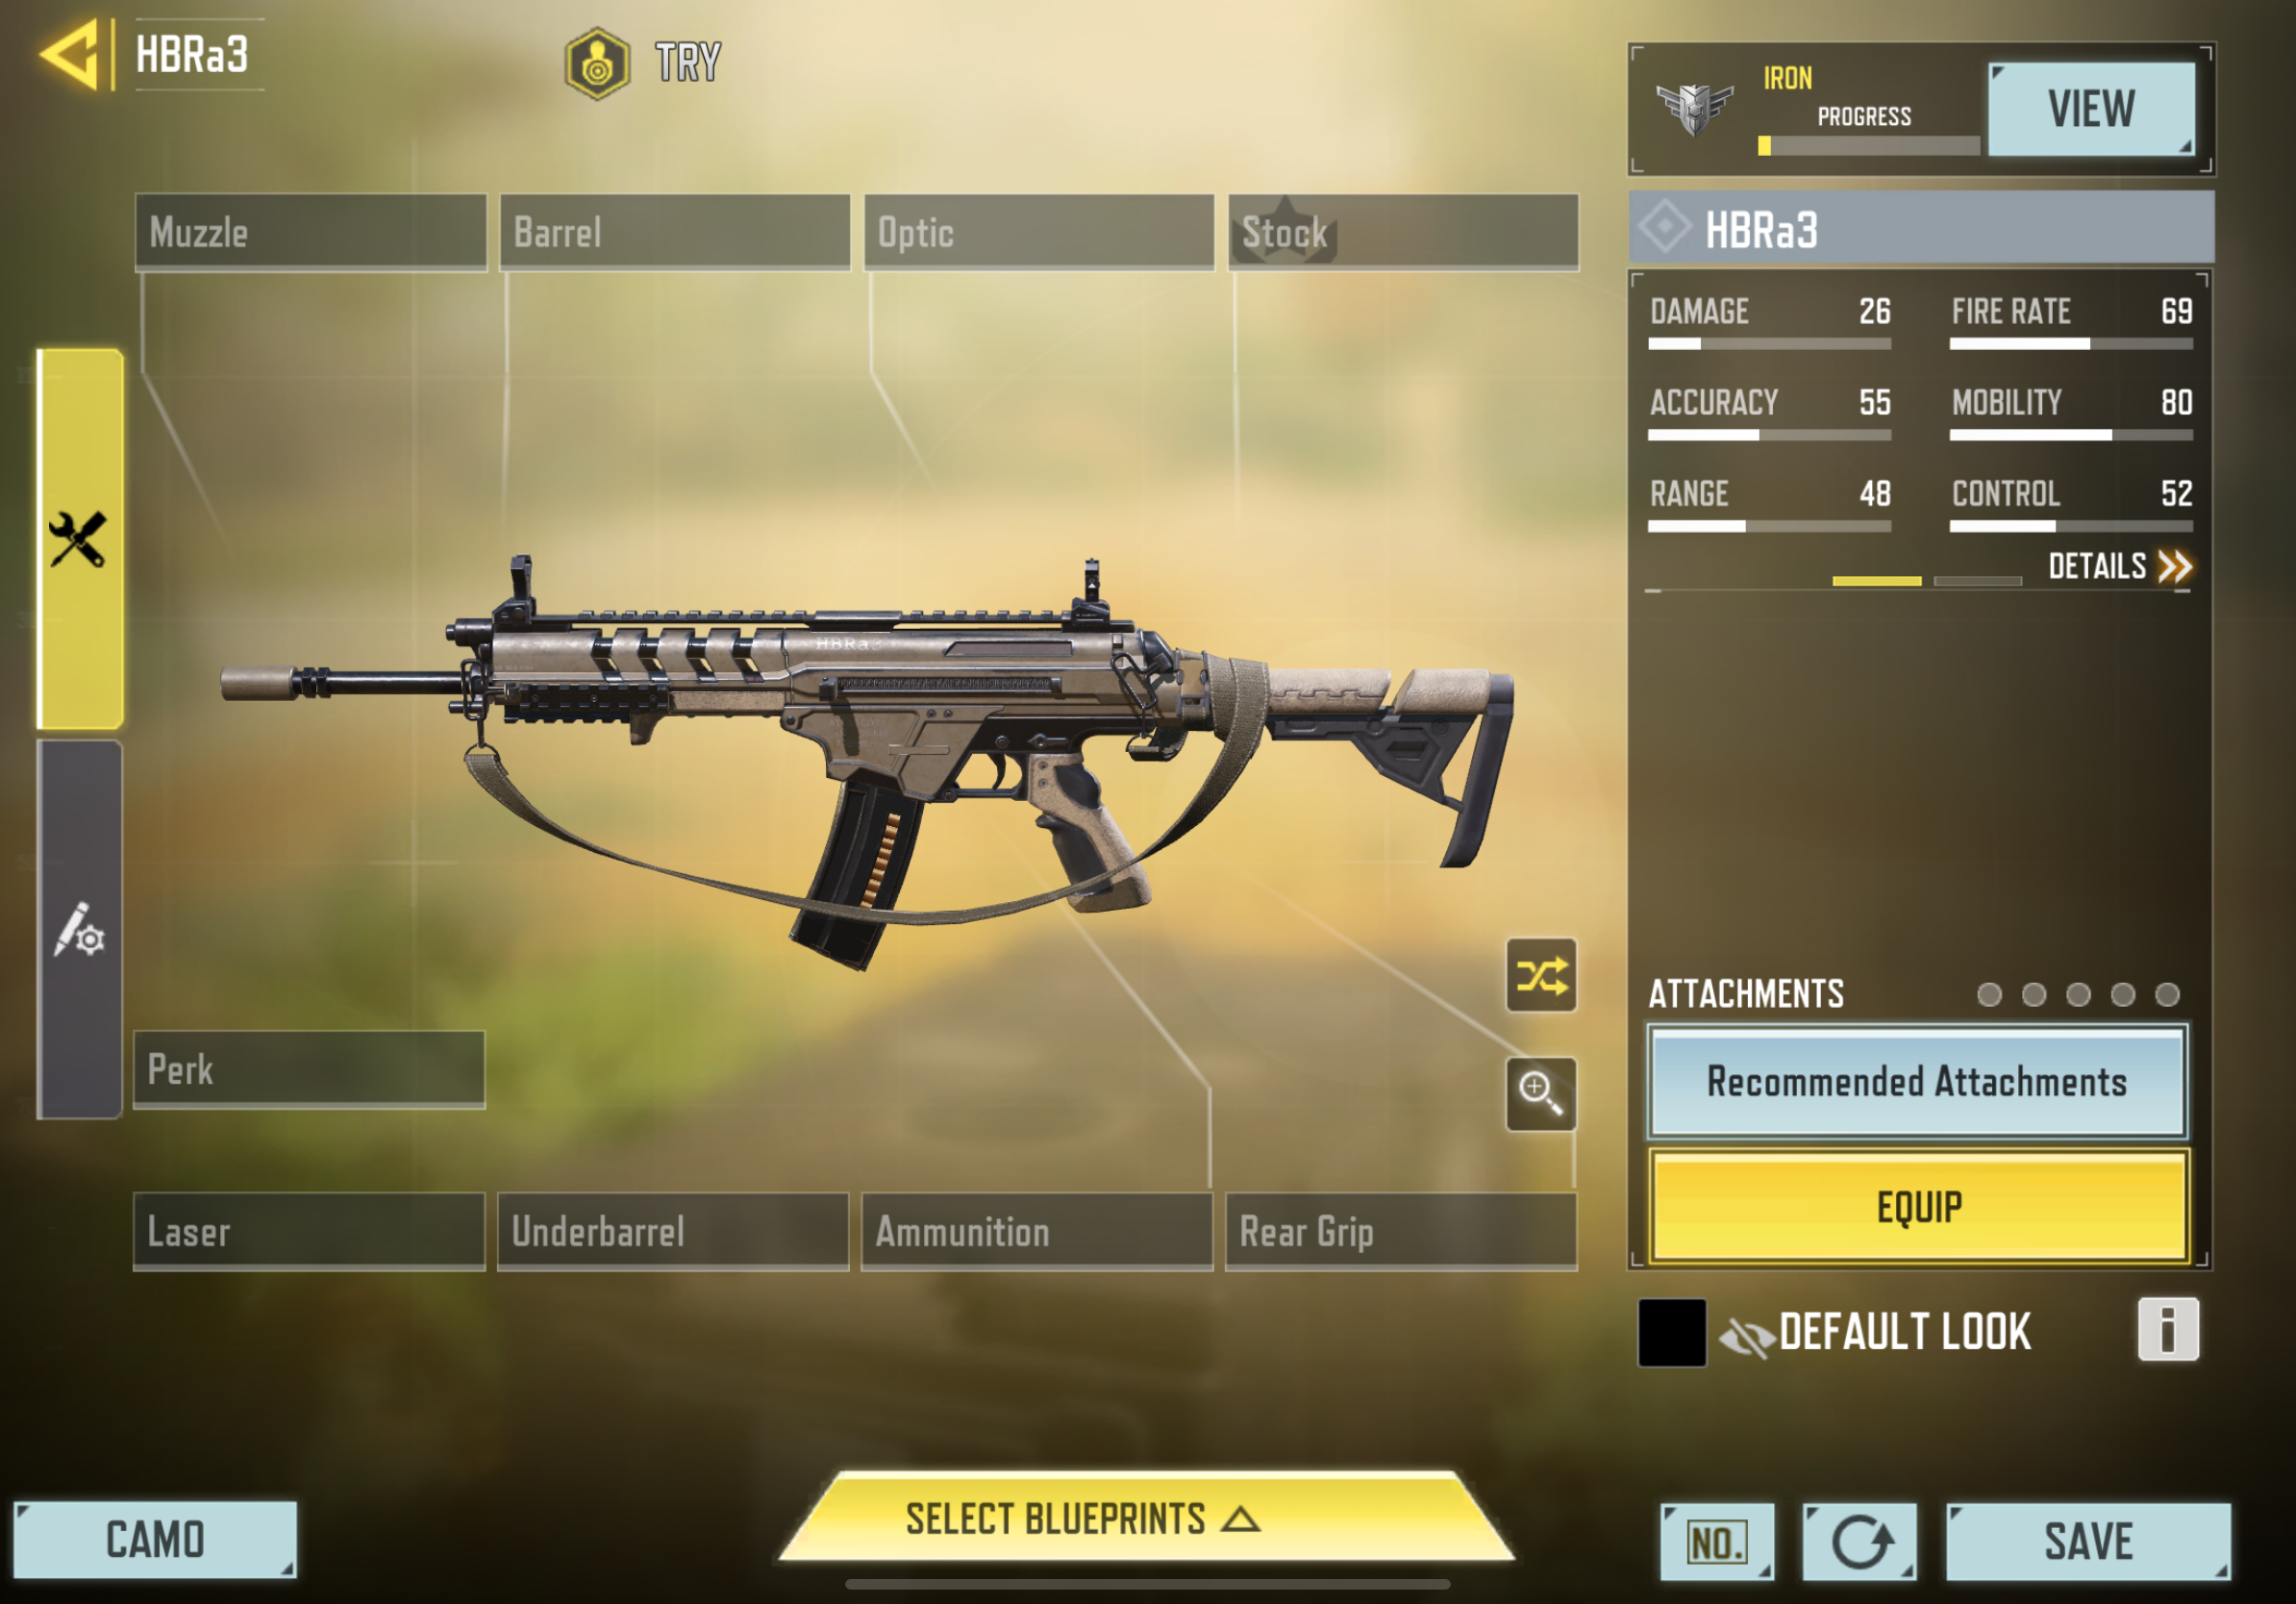 HBRa3
TRY
IRON
PROGRESS
VIEW
Muzzle
Barrel
Optic
Stock
HBRa3
DAMAGE 26
FIRE RATE 69
ACCURACY 55
MOBILITY 80
RANGE 48
CONTROL 52
DETAILS
HBRa3
ATTACHMENTS
Perk
Recommended Attachments
Laser
Underbarrel
Ammunition
Rear Grip
EQUIP
DEFAULT LOOK
i
SELECT BLUEPRINTS
CAMO
NO.
SAVE